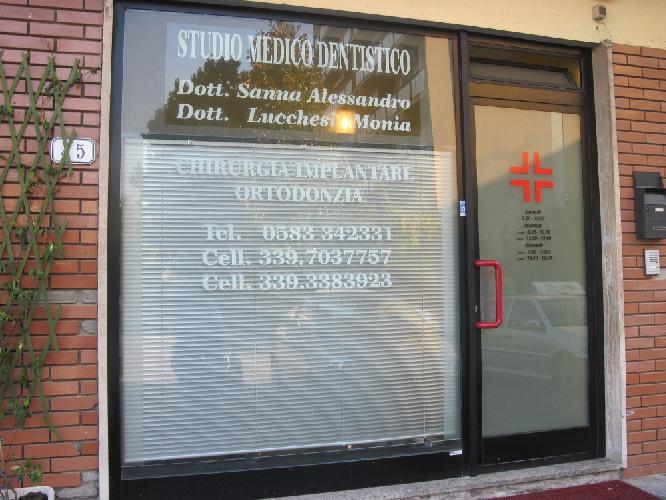 STUDIO MEDICO DENTISTICO
Dott. Sanna Alessandro
Dott. Lucchesi Monia
CHIRURGIA IMPLANTARE
ORTODONZIA
Tel. 0583 342331
Cell. 339.7037757
Cell. 339.3383923
5